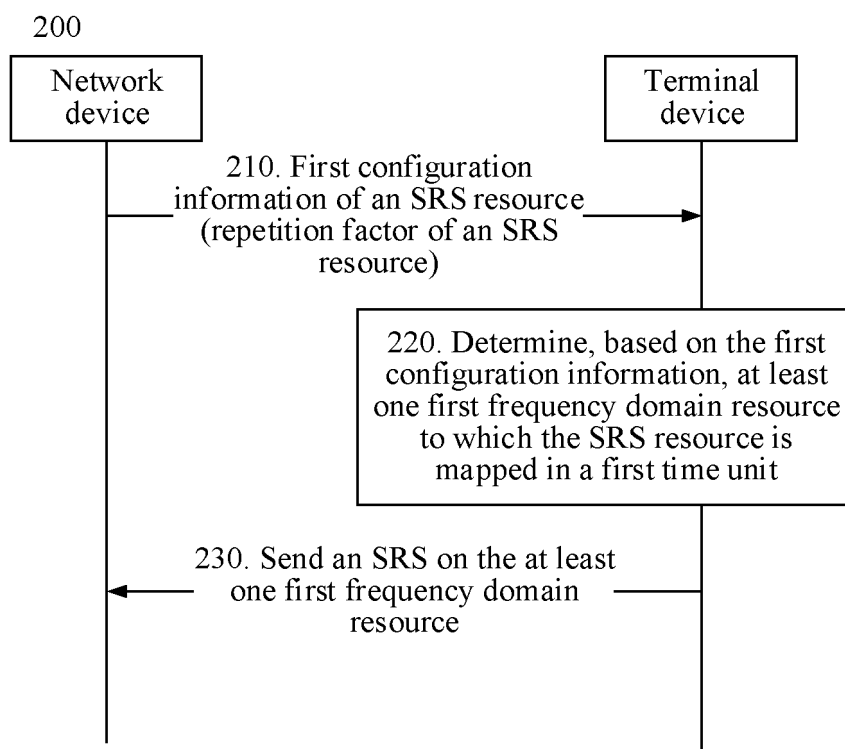 200
Network
device
Terminal
device
210. First configuration
information of an SRS resource
(repetition factor of an SRS
resource)
220. Determine, based on the first
configuration information, at least
one first frequency domain resource
to which the SRS resource is
mapped in a first time unit
230. Send an SRS on the at least
one first frequency domain
resource